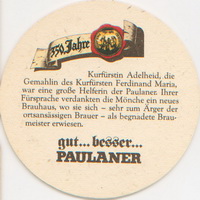 350 Jahre
Kurfürstin Adelheid, die
Gemahlin des Kurfürsten Ferdinand Maria,
war eine große Helferin der Paulaner. Ihrer
Fürsprache verdankten die Mönche ein neues
Brauhaus, wo sie sich – sehr zum Ärger der
ortsansässigen Brauer – als begnadete Brau-
meister erwiesen.
gut... besser...
PAULANER